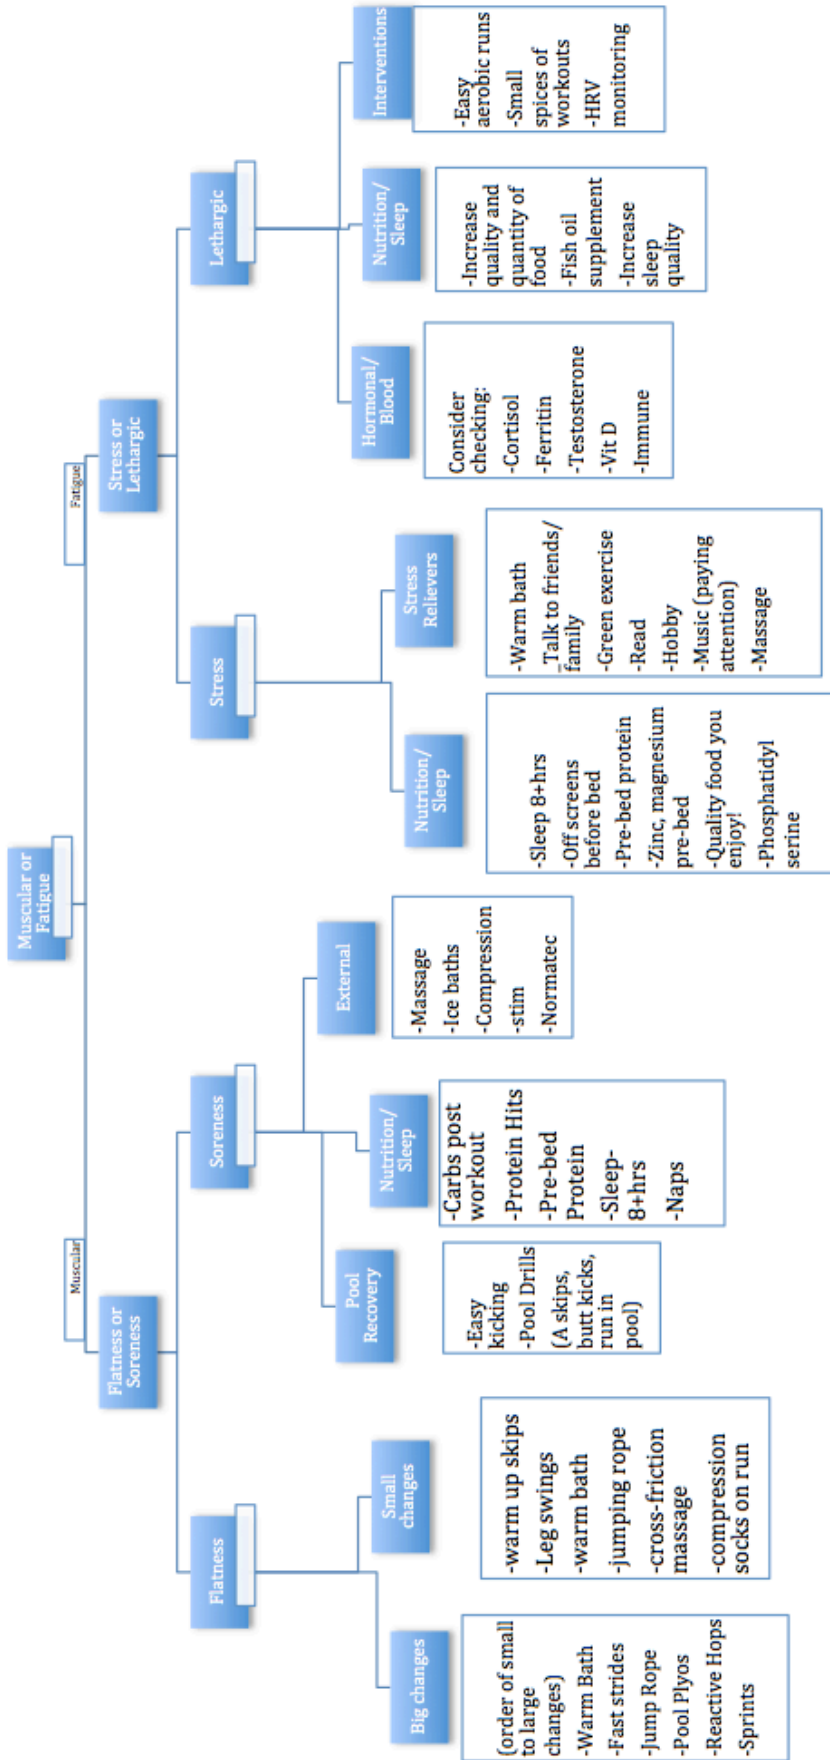 Muscular or
Fatigue
Muscular
Fatigue
Flatness or
Soreness
Stress or
Lethargic
Flatness
Soreness
Stress
Lethargic
Big changes
(order of small
to large
changes)
-Warm Bath
-Fast strides
-Jump Rope
-Pool Plyos
-Reactive Hops
-Sprints
Small
changes
-warm up skips
-Leg swings
-warm bath
-jumping rope
-cross-friction
massage
-compression
socks on run
Pool
Recovery
-Easy
kicking
-Pool Drills
(A skips,
butt kicks,
run in
pool)
Nutrition/
Sleep
-Carbs post
workout
-Protein Hits
-Pre-bed
Protein
-Sleep-
8+hrs
-Naps
External
-Massage
-Ice baths
-Compression
-stim
-Normatec
Nutrition/
Sleep
-Sleep 8+hrs
-Off screens
before bed
-Pre-bed protein
-Zinc, magnesium
pre-bed
-Quality food you
enjoy!
-Phosphatidyl
serine
Stress
Relievers
-Warm bath
-Talk to friends/
family
-Green exercise
-Read
-Hobby
-Music (paying
attention)
-Massage
Hormonal/
Blood
Consider
checking:
-Cortisol
-Ferritin
-Testosterone
-Vit D
-Immune
Nutrition/
Sleep
-Increase
quality and
quantity of
food
-Fish oil
supplement
-Increase
sleep
quality
Interventions
-Easy
aerobic runs
-Small
spices of
workouts
-HRV
monitoring